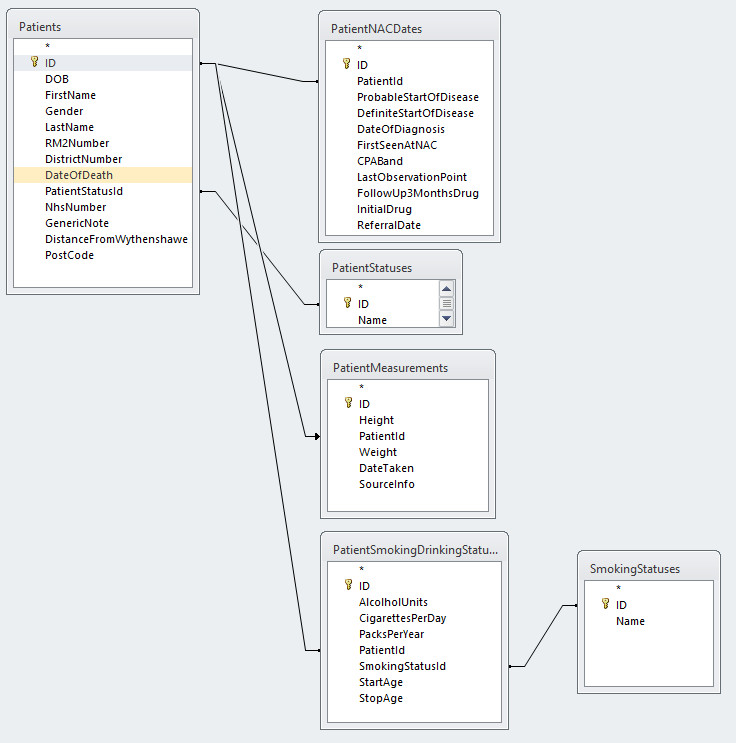 Patients
*
ID
DOB
FirstName
Gender
LastName
RM2Number
DistrictNumber
DateOfDeath
PatientStatusId
NhsNumber
GenericNote
DistanceFromWythenshawe
PostCode
PatientNACDates
*
ID
PatientId
ProbableStartOfDisease
DefiniteStartOfDisease
DateOfDiagnosis
FirstSeenAtNAC
CPABand
LastObservationPoint
FollowUp3MonthsDrug
InitialDrug
ReferralDate
PatientStatuses
*
ID
Name
PatientMeasurements
*
ID
Height
PatientId
Weight
DateTaken
SourceInfo
PatientSmokingDrinkingStatu...
*
ID
AlcolholUnits
CigarettesPerDay
PacksPerYear
PatientId
SmokingStatusId
StartAge
StopAge
SmokingStatuses
*
ID
Name